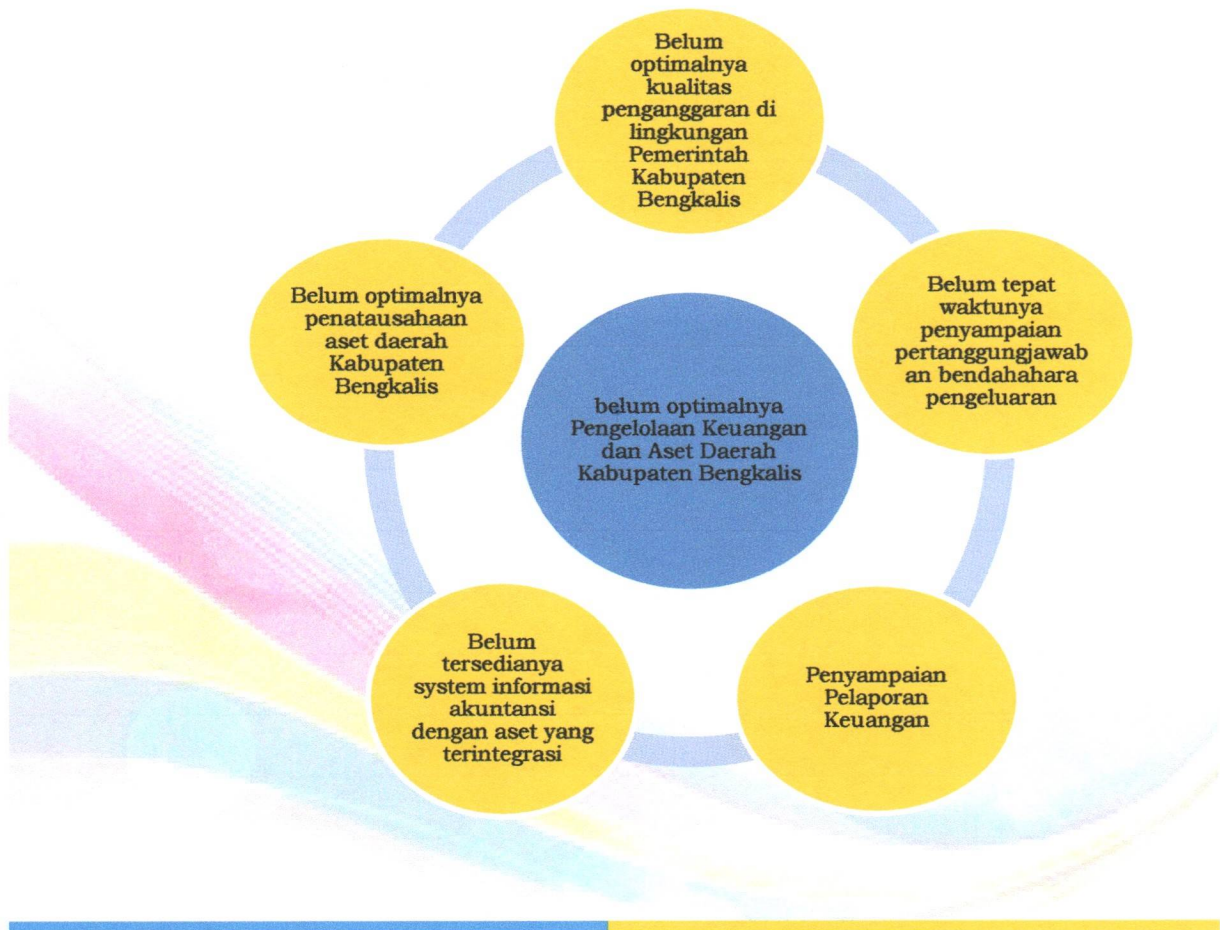 Belum
optimalnya
kualitas
penganggaran di
lingkungan
Pemerintah
Kabupaten
Bengkalis
Belum tepat
waktunya
penyampaian
pertanggungjawab
an bendahahara
pengeluaran
Penyampaian
Pelaporan
Keuangan
Belum
tersedianya
system informasi
akuntansi
dengan aset yang
terintegrasi
Belum optimalnya
penatausahaan
aset daerah
Kabupaten
Bengkalis
belum optimalnya
Pengelolaan Keuangan
dan Aset Daerah
Kabupaten Bengkalis